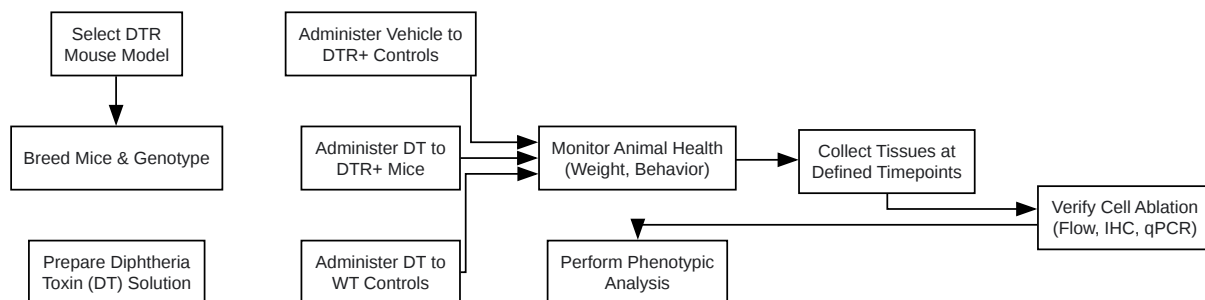 Select DTR
Mouse Model
Breed Mice & Genotype
Prepare Diphtheria
Toxin (DT) Solution
Administer Vehicle to
DTR+ Controls
Administer DT to
DTR+ Mice
Administer DT to
WT Controls
Monitor Animal Health
(Weight, Behavior)
Collect Tissues at
Defined Timepoints
Verify Cell Ablation
(Flow, IHC, qPCR)
Perform Phenotypic
Analysis